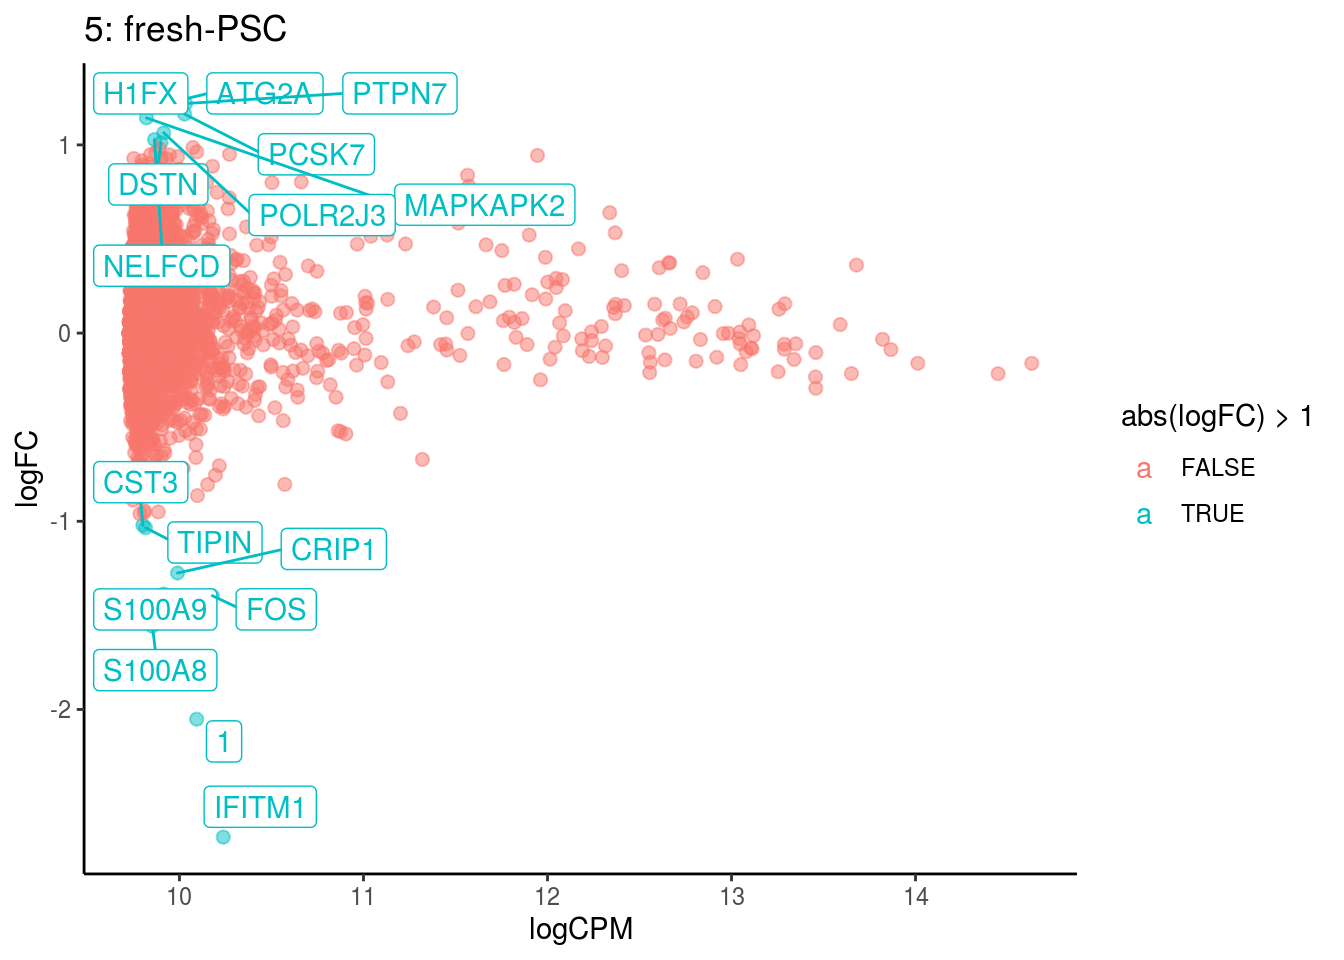 5: fresh-PSC
H1FX
ATG2A
PTPN7
PCSK7
DSTN
MAPKAPK2
POLR2J3
NELFCD
CST3
TIPIN
CRIP1
S100A9
FOS
S100A8
1
IFITM1
logFC
1
0
-1
-2
10
11
12
13
14
logCPM
abs(logFC) > 1
a FALSE
a TRUE